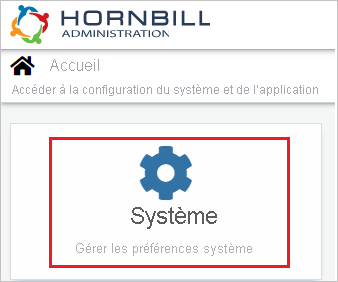 HORNBILL
ADMINISTRATION
Accueil
Accéder à la configuration du système et de l'application
Système
Gérer les préférences système